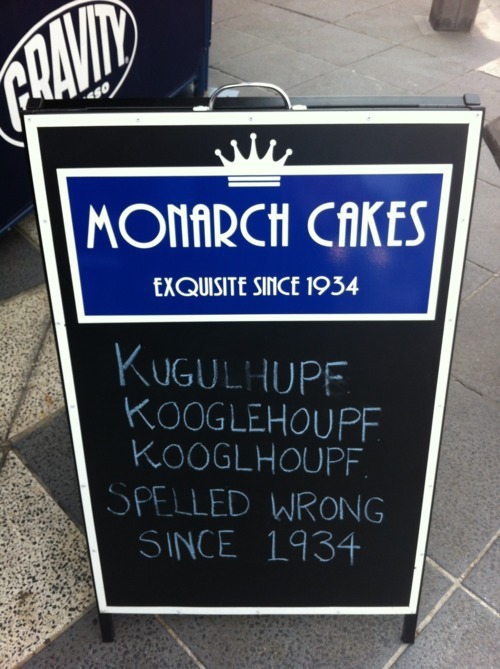 GRAVITY
MONARCH CAKES
EXQUISITE SINCE 1934
KUGULHUPF
KOOGLEHOUPF
KOOGLHOUPF.
SPELLED WRONG
SINCE 1934